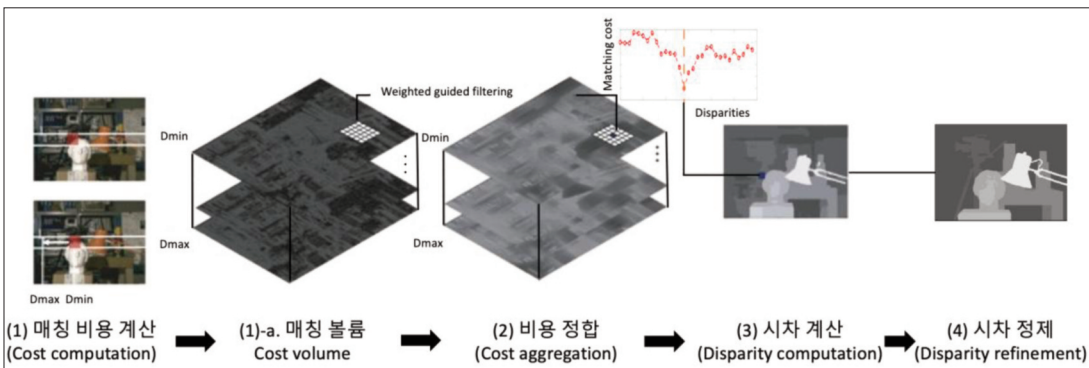 Matching cost
Disparities
Weighted guided filtering
Dmin
Dmin
Dmax
Dmax
Dmax Dmin
(1) 매칭 비용 계산
(Cost computation)
(1)-a. 매칭 볼륨
Cost volume
(2) 비용 정합
(Cost aggregation)
(3) 시차 계산
(Disparity computation)
(4) 시차 정제
(Disparity refinement)